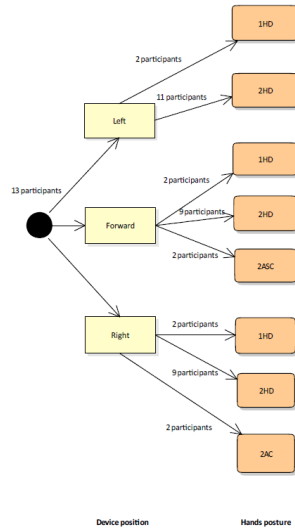 1HD
2 participants
2HD
11 participants
Left
1HD
2 participants
13 participants
9 participants
2HD
Forward
2 participants
2ASC
2 participants
1HD
Right
9 participants
2HD
2 participants
2AC
Device position
Hands posture